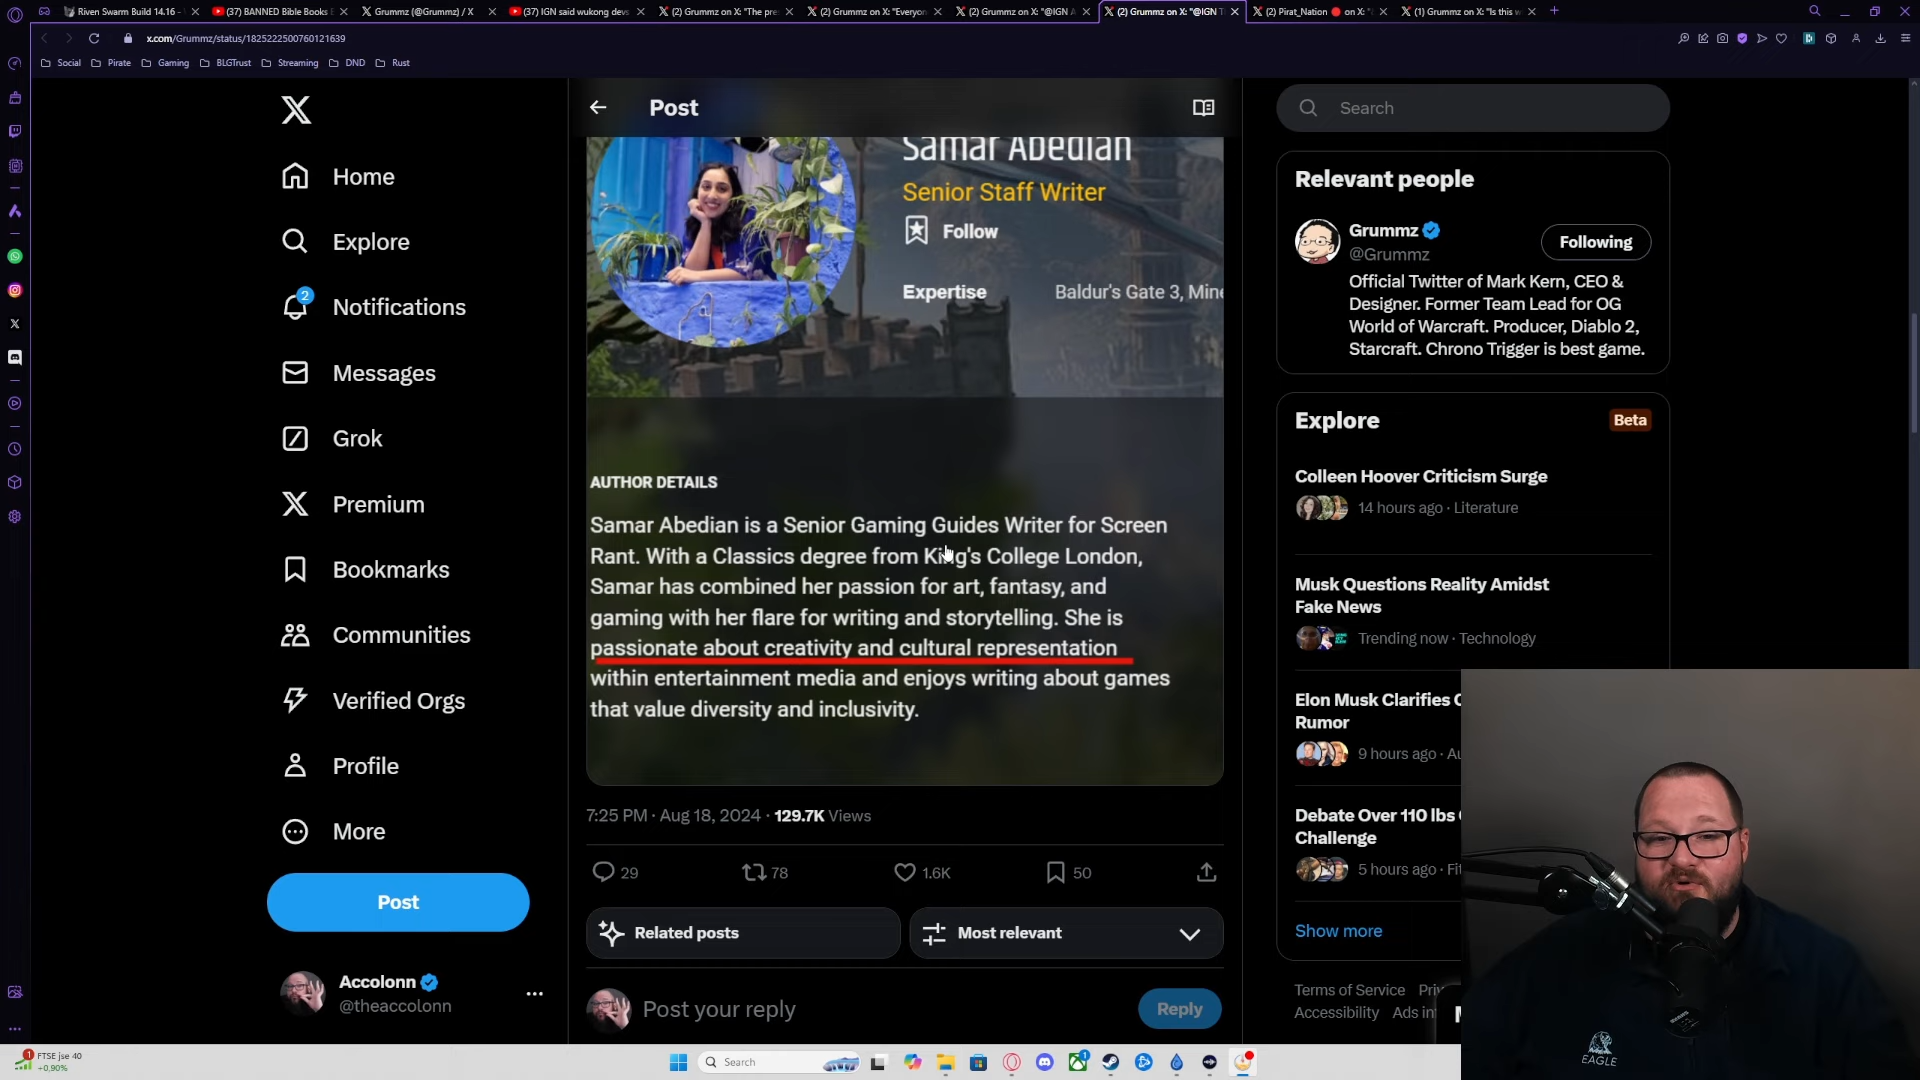 Riven Swarm Build 14.16 -
(37) BANNED Bible Books E
Grummz (@Grummz) / X
(37) IGN said wukong devs
(2) Grummz on X: "The pre
(2) Grummz on X: "Everyon
(2) Grummz on X: "@IGN A
(2) Grummz on X: "@IGN T
(2) Pirat_Nation 🔴 on X: "
(1) Grummz on X: "Is this w
x.com/Grummz/status/1825222500760121639
Social
Pirate
Gaming
BLGTrust
Streaming
DND
Rust
Home
Explore
2
Notifications
Messages
Grok
Premium
Bookmarks
Communities
Verified Orgs
Profile
More
Post
Accolonn
@theaccolonn
Post
Samar Abedian
Senior Staff Writer
Follow
Expertise Baldur's Gate 3, Mine
AUTHOR DETAILS
Samar Abedian is a Senior Gaming Guides Writer for Screen
Rant. With a Classics degree from King's College London,
Samar has combined her passion for art, fantasy, and
gaming with her flare for writing and storytelling. She is
passionate about creativity and cultural representation
within entertainment media and enjoys writing about games
that value diversity and inclusivity.
7:25 PM · Aug 18, 2024 · 129.7K Views
29 78 1.6K 50
Related posts
Most relevant
Post your reply
Reply
Search
Relevant people
Grummz
@Grummz
Following
Official Twitter of Mark Kern, CEO &
Designer. Former Team Lead for OG
World of Warcraft. Producer, Diablo 2,
Starcraft. Chrono Trigger is best game.
Explore
Beta
Colleen Hoover Criticism Surge
14 hours ago · Literature
Musk Questions Reality Amidst
Fake News
Trending now · Technology
Elon Musk Clarifies C
Rumor
9 hours ago · Au
Debate Over 110 lbs
Challenge
5 hours ago · Fit
Show more
Terms of Service Priv
Accessibility Ads in
EAGLE
1
FTSE jse 40
+0,90%
Search
1